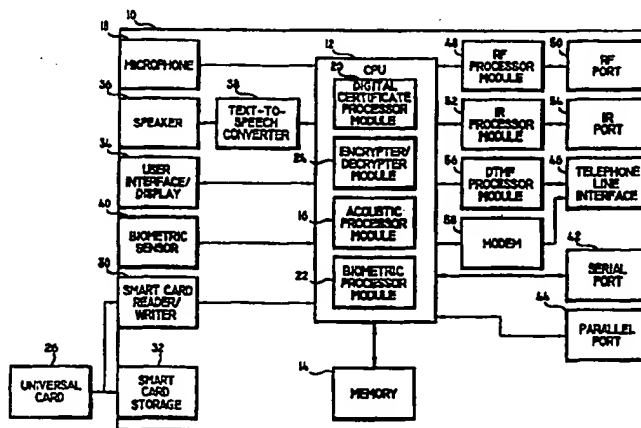 10
18
MICROPHONE
36
SPEAKER
38
TEXT-TO-
SPEECH
CONVERTER
34
USER
INTERFACE/
DISPLAY
40
BIOMETRIC
SENSOR
30
SMART CARD
READER/
WRITER
26
UNIVERSAL
CARD
32
SMART
CARD
STORAGE
12
CPU
20
DIGITAL
CERTIFICATE
PROCESSOR
MODULE
24
ENCRYPTER/
DECRYPTER
MODULE
16
ACOUSTIC
PROCESSOR
MODULE
22
BIOMETRIC
PROCESSOR
MODULE
14
MEMORY
48
RF
PROCESSOR
MODULE
50
RF
PORT
52
IR
PROCESSOR
MODULE
54
IR
PORT
56
DTMF
PROCESSOR
MODULE
46
TELEPHONE
LINE
INTERFACE
58
MODEM
42
SERIAL
PORT
44
PARALLEL
PORT